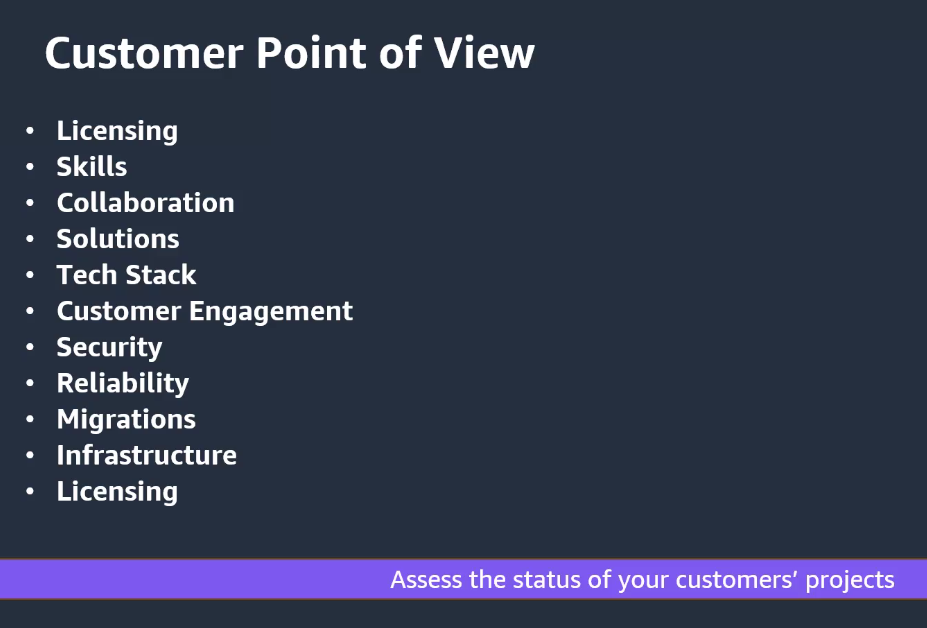 Customer Point of View
• Licensing
• Skills
• Collaboration
• Solutions
• Tech Stack
• Customer Engagement
• Security
• Reliability
• Migrations
• Infrastructure
• Licensing
Assess the status of your customers’ projects